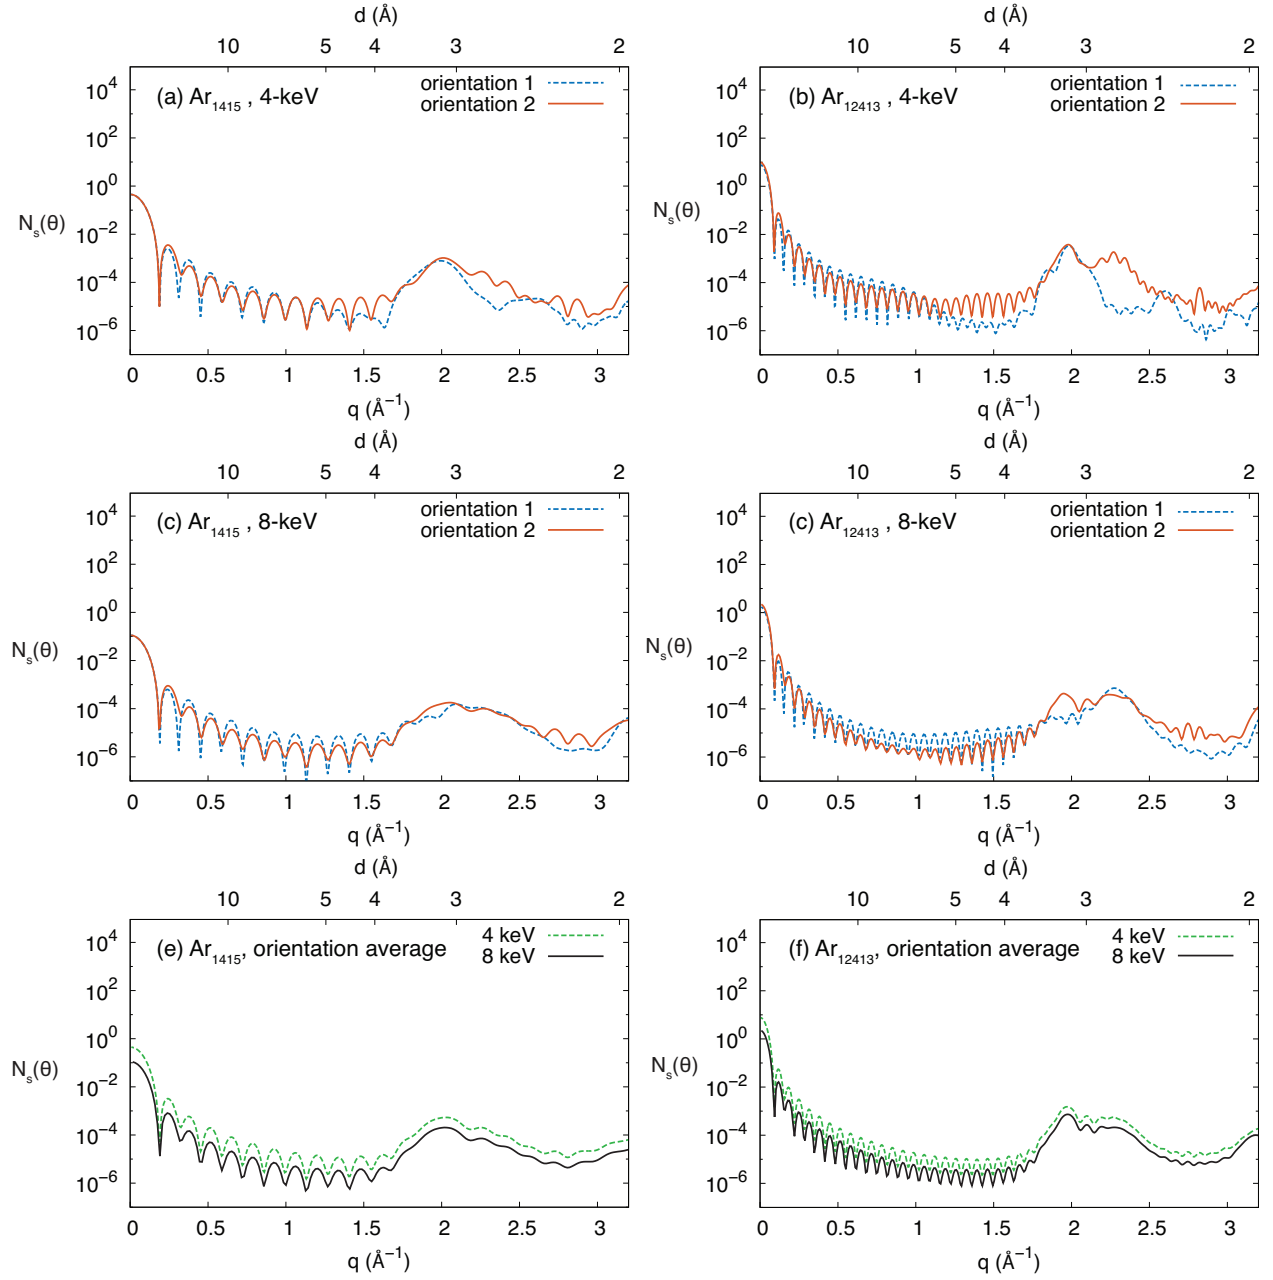 d (Å)
10 5 4 3 2
(a) Ar1415 , 4-keV
orientation 1
orientation 2
10^4
10^2
10^0
10^−2
10^−4
10^−6
Ns(θ)
0 0.5 1 1.5 2 2.5 3
q (Å−1)
d (Å)
10 5 4 3 2
(b) Ar12413 , 4-keV
orientation 1
orientation 2
10^4
10^2
10^0
10^−2
10^−4
10^−6
Ns(θ)
0 0.5 1 1.5 2 2.5 3
q (Å−1)
d (Å)
10 5 4 3 2
(c) Ar1415 , 8-keV
orientation 1
orientation 2
10^4
10^2
10^0
10^−2
10^−4
10^−6
Ns(θ)
0 0.5 1 1.5 2 2.5 3
q (Å−1)
d (Å)
10 5 4 3 2
(c) Ar12413 , 8-keV
orientation 1
orientation 2
10^4
10^2
10^0
10^−2
10^−4
10^−6
Ns(θ)
0 0.5 1 1.5 2 2.5 3
q (Å−1)
d (Å)
10 5 4 3 2
(e) Ar1415, orientation average
4 keV
8 keV
10^4
10^2
10^0
10^−2
10^−4
10^−6
Ns(θ)
0 0.5 1 1.5 2 2.5 3
q (Å−1)
d (Å)
10 5 4 3 2
(f) Ar12413, orientation average
4 keV
8 keV
10^4
10^2
10^0
10^−2
10^−4
10^−6
Ns(θ)
0 0.5 1 1.5 2 2.5 3
q (Å−1)